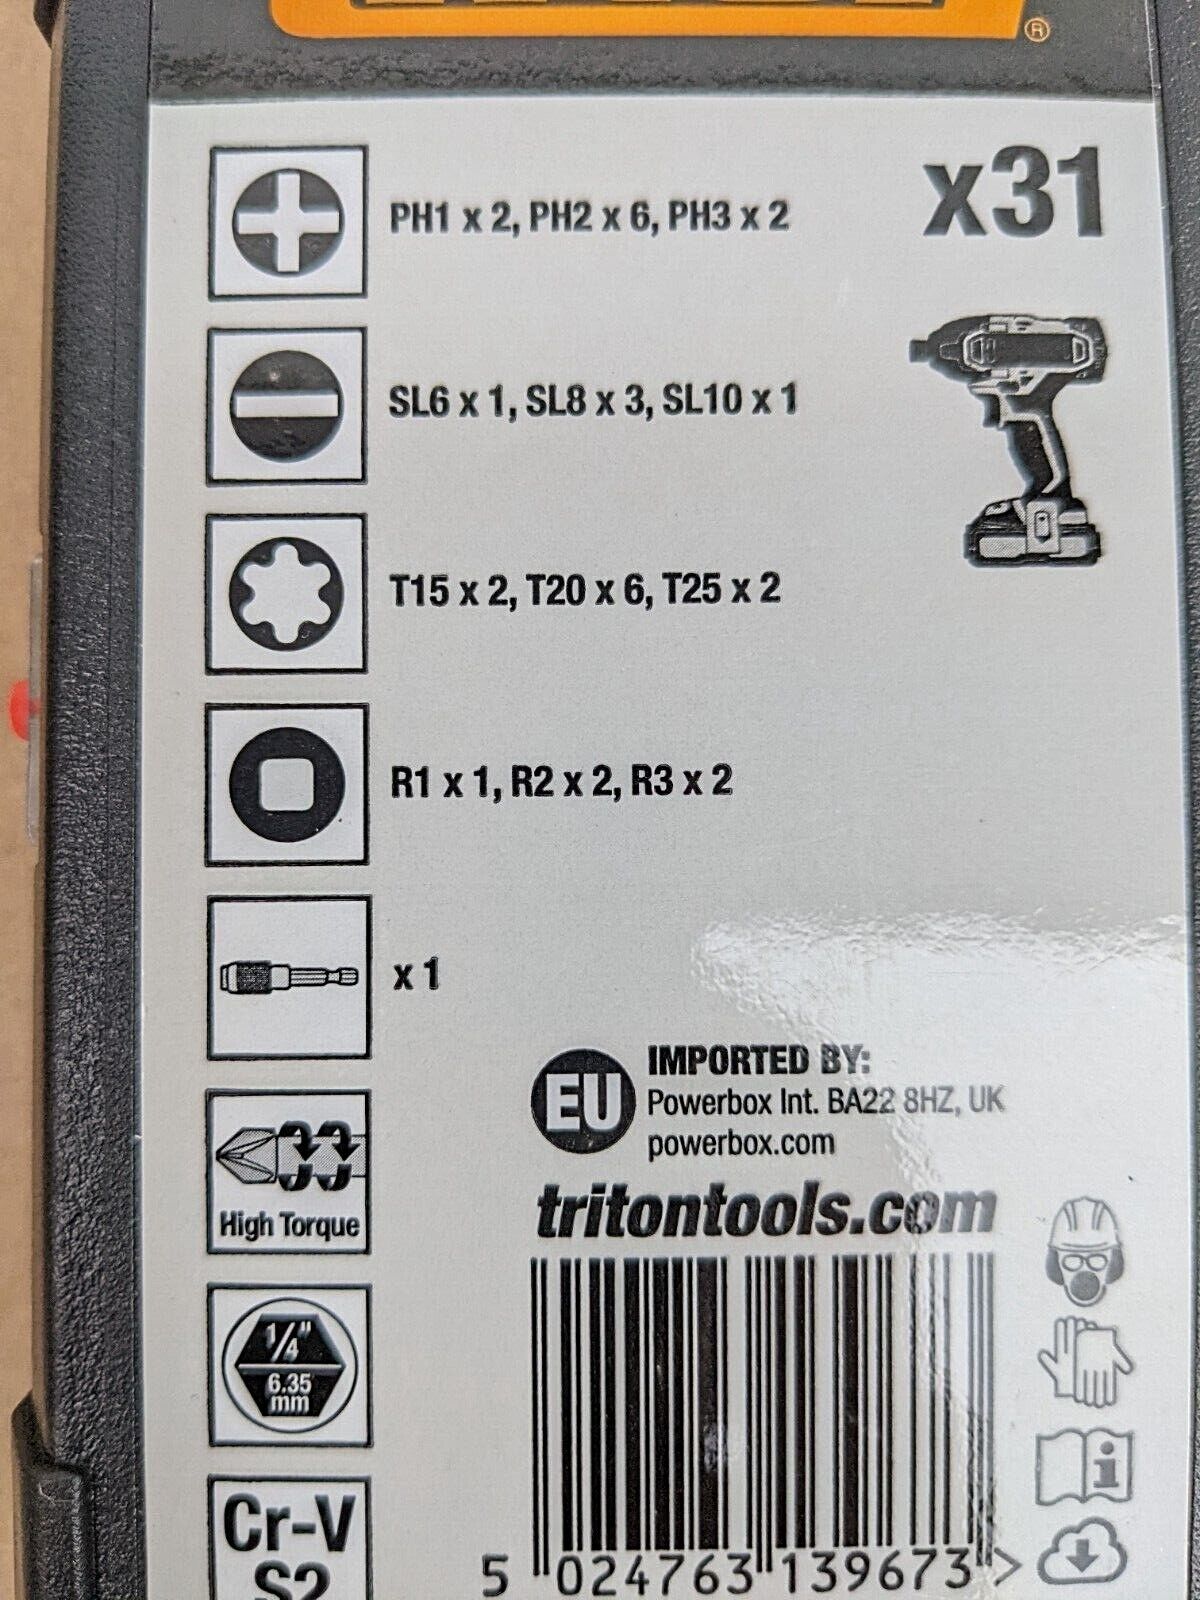 ®
x31
PH1 x 2, PH2 x 6, PH3 x 2
SL6 x 1, SL8 x 3, SL10 x 1
T15 x 2, T20 x 6, T25 x 2
R1 x 1, R2 x 2, R3 x 2
x 1
EU
IMPORTED BY:
Powerbox Int. BA22 8HZ, UK
powerbox.com
tritontools.com
High Torque
1/4"
6.35
mm
Cr-V
S2
i
5 024763 139673 >